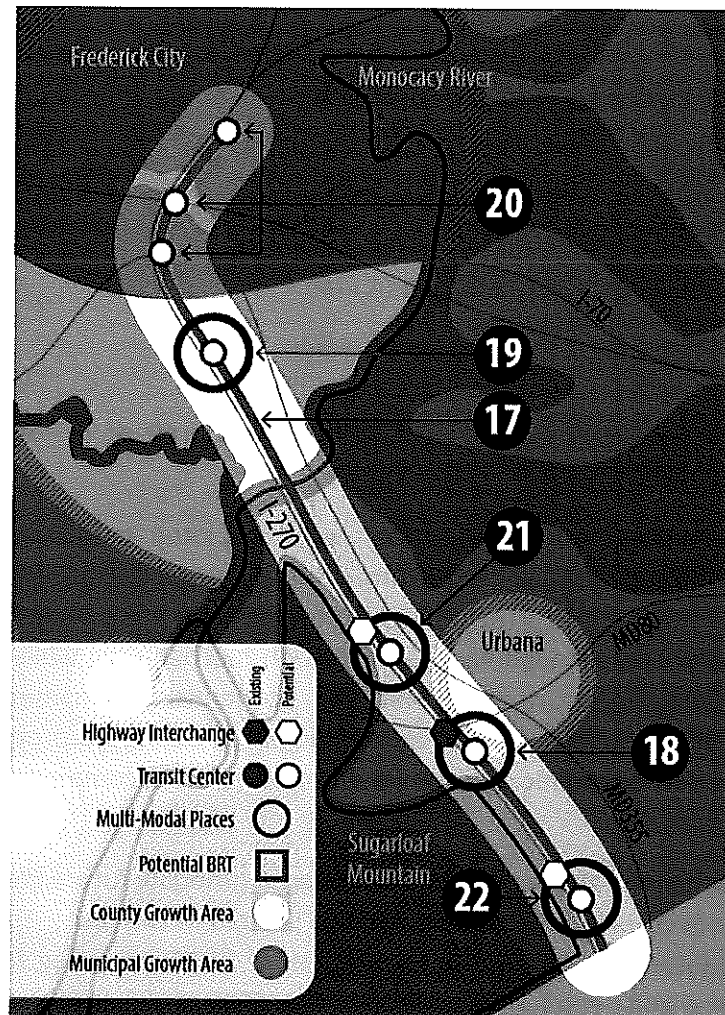 Frederick City
Monocacy River
20
I-70
19
17
I-270
21
Urbana
MD80
18
MD355
Sugarloaf
Mountain
22
Existing
Potential
Highway Interchange
Transit Center
Multi-Modal Places
Potential BRT
County Growth Area
Municipal Growth Area